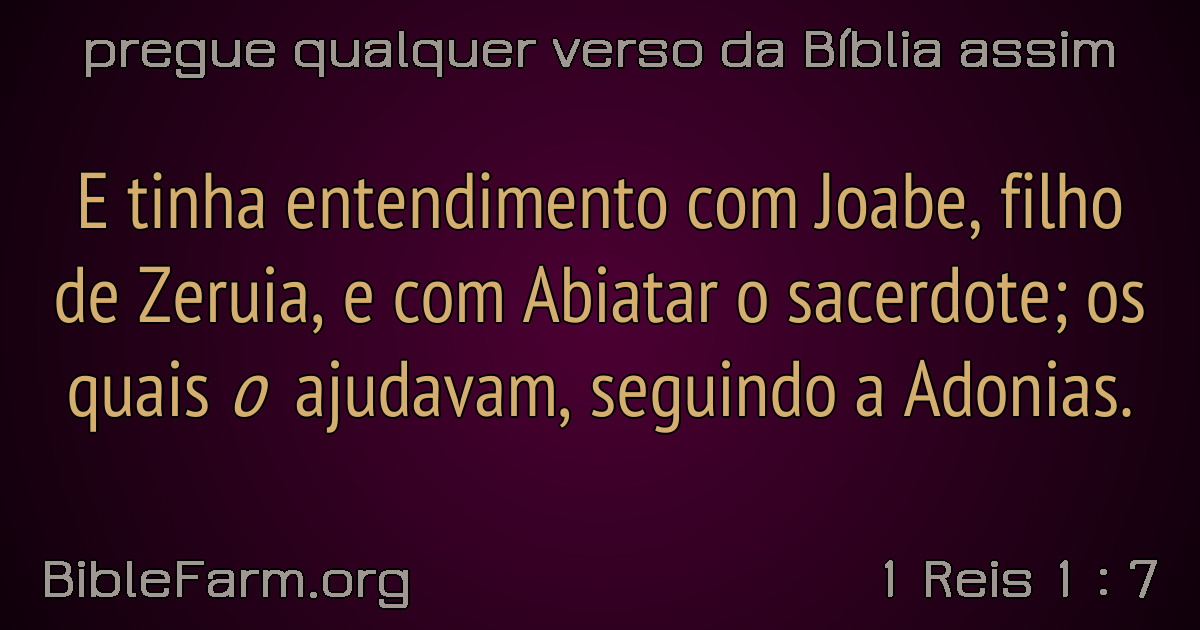 pregue qualquer verso da Bíblia assim
E tinha entendimento com Joabe, filho
de Zeruia, e com Abiatar o sacerdote; os
quais o ajudavam, seguindo a Adonias.
BibleFarm.org
1 Reis 1 : 7